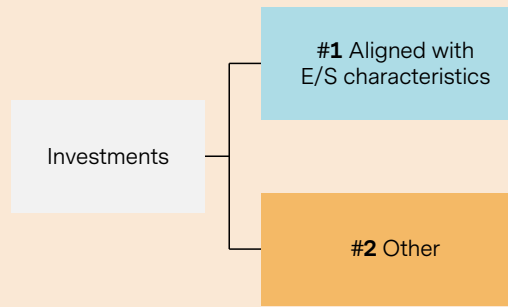 #1 Aligned with
E/S characteristics
Investments
#2 Other